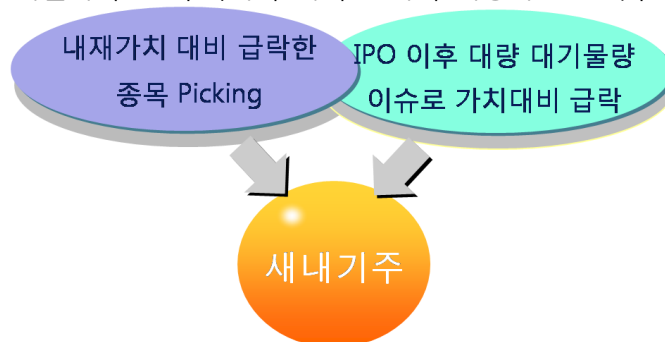 내재가치 대비 급락한
종목 Picking
IPO 이후 대량 대기물량
이슈로 가치대비 급락
새내기주